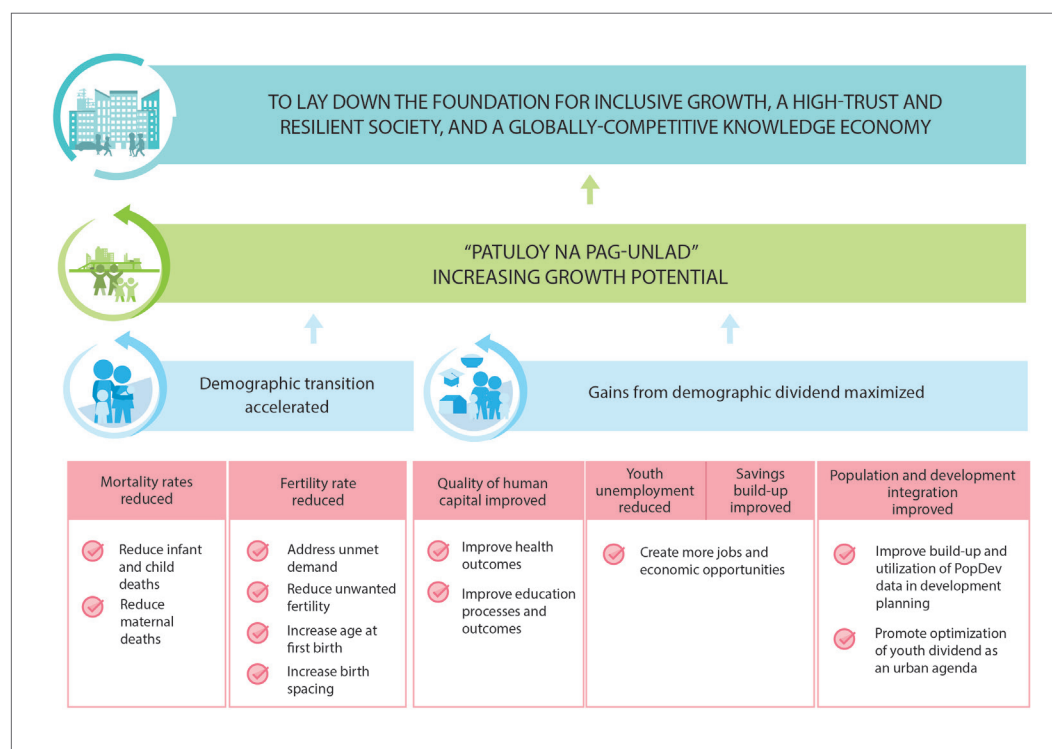 TO LAY DOWN THE FOUNDATION FOR INCLUSIVE GROWTH, A HIGH-TRUST AND
RESILIENT SOCIETY, AND A GLOBALLY-COMPETITIVE KNOWLEDGE ECONOMY
“PATULOY NA PAG-UNLAD”
INCREASING GROWTH POTENTIAL
Demographic transition
accelerated
Gains from demographic dividend maximized
Mortality rates
reduced
Reduce infant
and child
deaths
Reduce
maternal
deaths
Fertility rate
reduced
Address unmet
demand
Reduce unwanted
fertility
Increase age at
first birth
Increase birth
spacing
Quality of human
capital improved
Improve health
outcomes
Improve education
processes and
outcomes
Youth
unemployment
reduced
Savings
build-up
improved
Create more jobs and
economic opportunities
Population and development
integration
improved
Improve build-up and
utilization of PopDev
data in development
planning
Promote optimization
of youth dividend as
an urban agenda